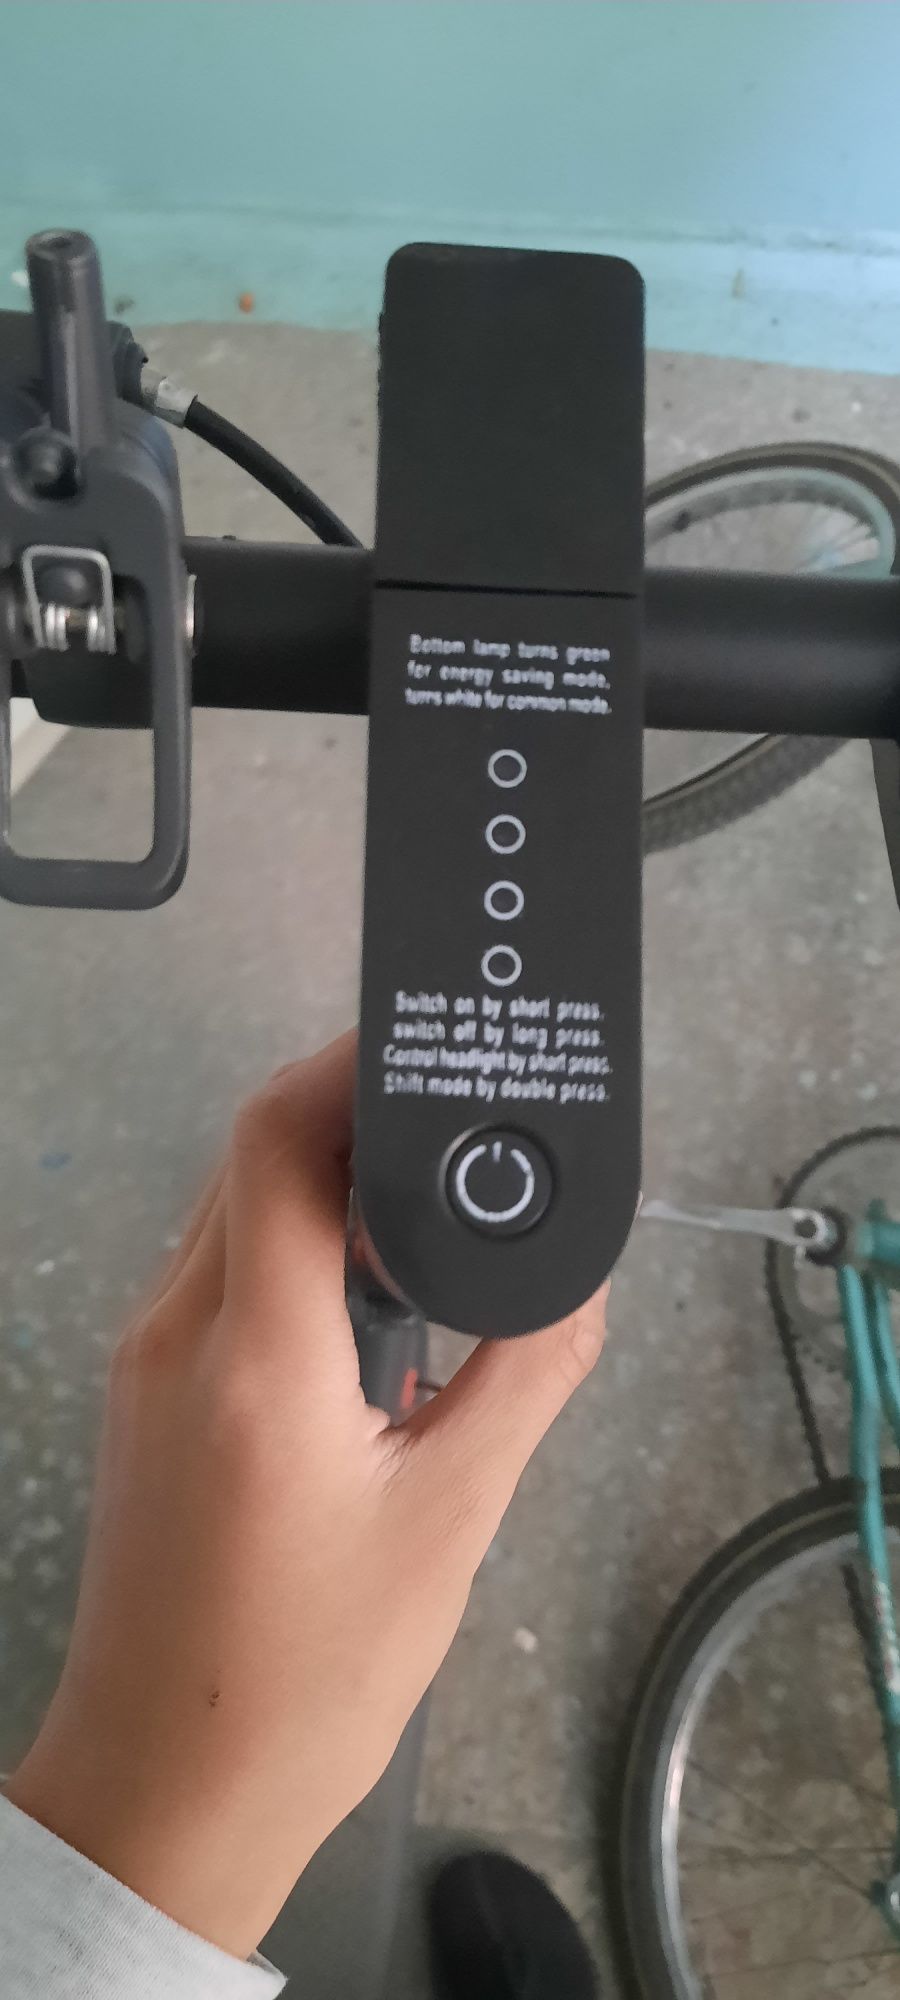 Bottom lamp turns green
for energy saving mode,
turns white for common mode.
Switch on by short press.
switch off by long press.
Control headlight by short press.
Shift mode by double press.